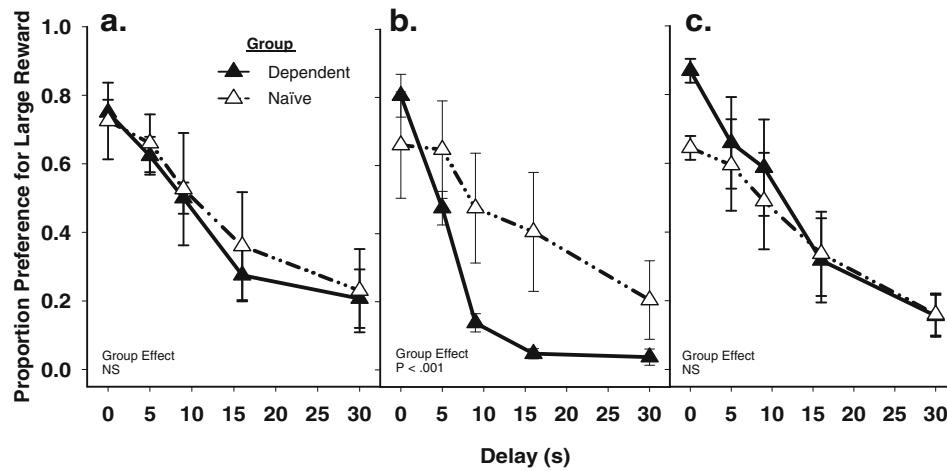 a.
b.
c.
Group
Dependent
Naïve
Proportion Preference for Large Reward
1.0
0.8
0.6
0.4
0.2
0.0
Group Effect
NS
Group Effect
P < .001
Group Effect
NS
0 5 10 15 20 25 30
0 5 10 15 20 25 30
0 5 10 15 20 25 30
Delay (s)